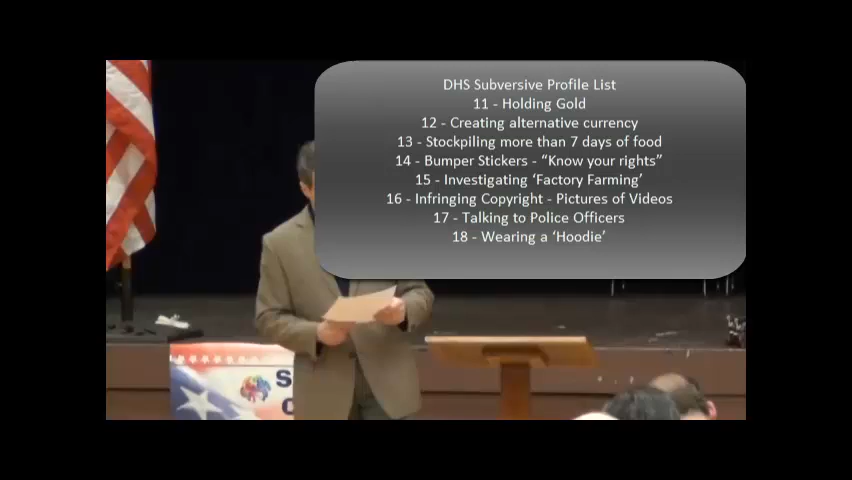 DHS Subversive Profile List
11 - Holding Gold
12 - Creating alternative currency
13 - Stockpiling more than 7 days of food
14 - Bumper Stickers - “Know your rights”
15 - Investigating ‘Factory Farming’
16 - Infringing Copyright - Pictures of Videos
17 - Talking to Police Officers
18 - Wearing a ‘Hoodie’